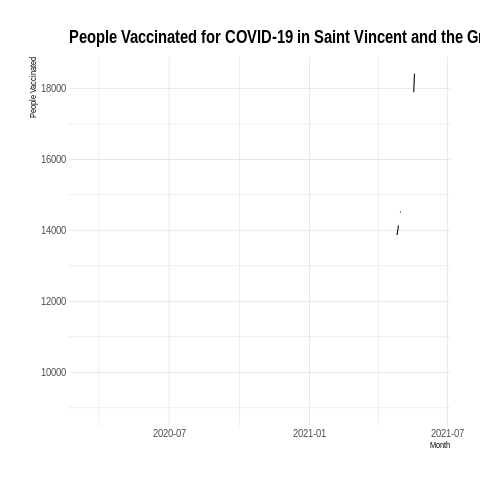 People Vaccinated for COVID-19 in Saint Vincent and the Gr
People Vaccinated
18000
16000
14000
12000
10000
2020-07
2021-01
2021-07
Month